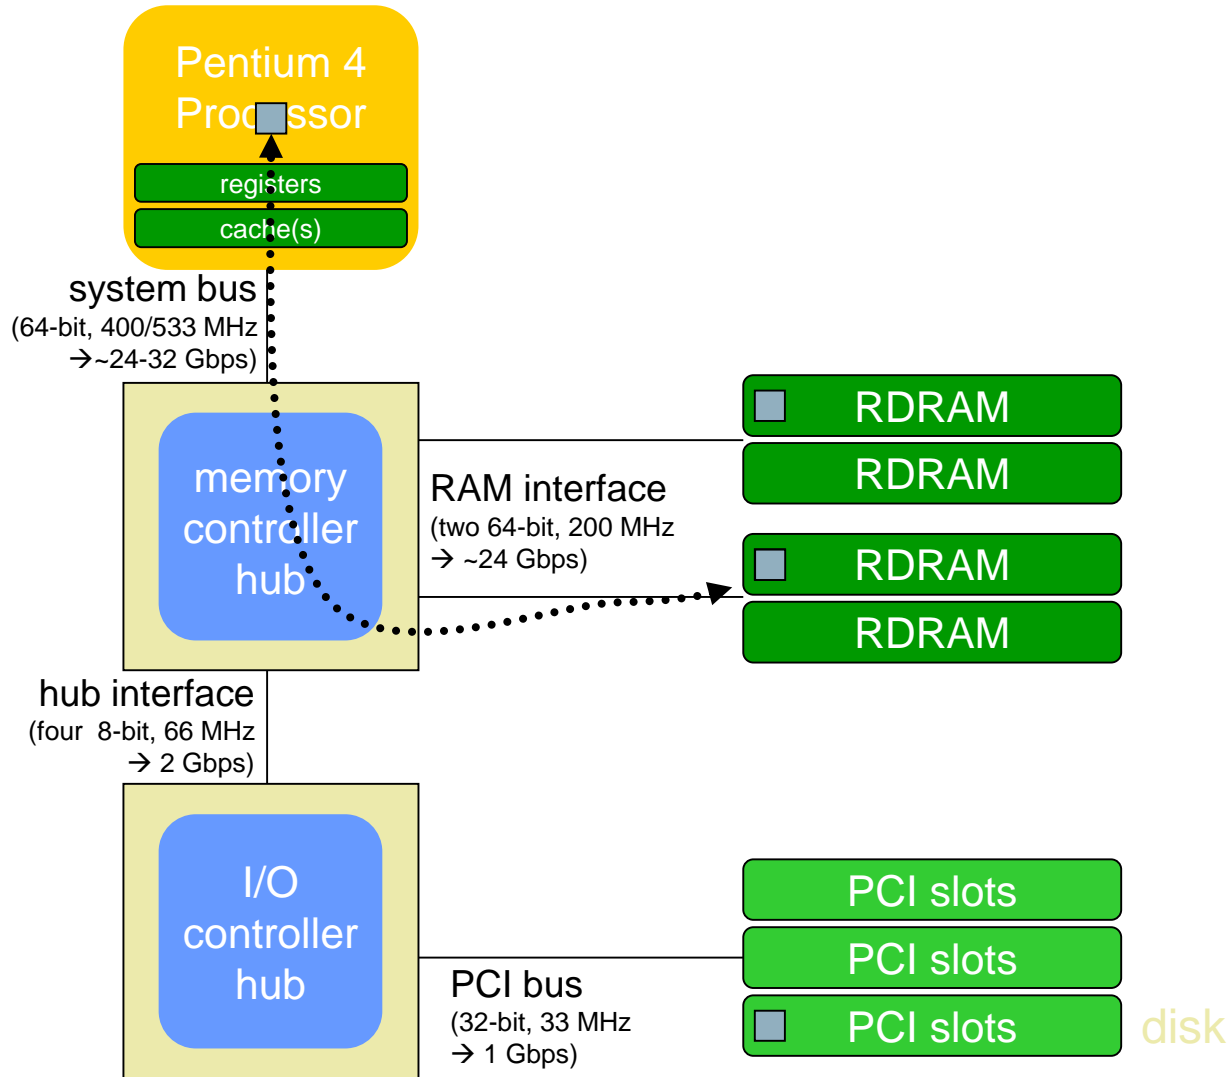 Pentium 4
Processor
registers
cache(s)
system bus
(64-bit, 400/533 MHz
→~24-32 Gbps)
memory
controller
hub
RAM interface
(two 64-bit, 200 MHz
→ ~24 Gbps)
RDRAM
RDRAM
RDRAM
RDRAM
hub interface
(four 8-bit, 66 MHz
→ 2 Gbps)
I/O
controller
hub
PCI bus
(32-bit, 33 MHz
→ 1 Gbps)
PCI slots
PCI slots
PCI slots
disk